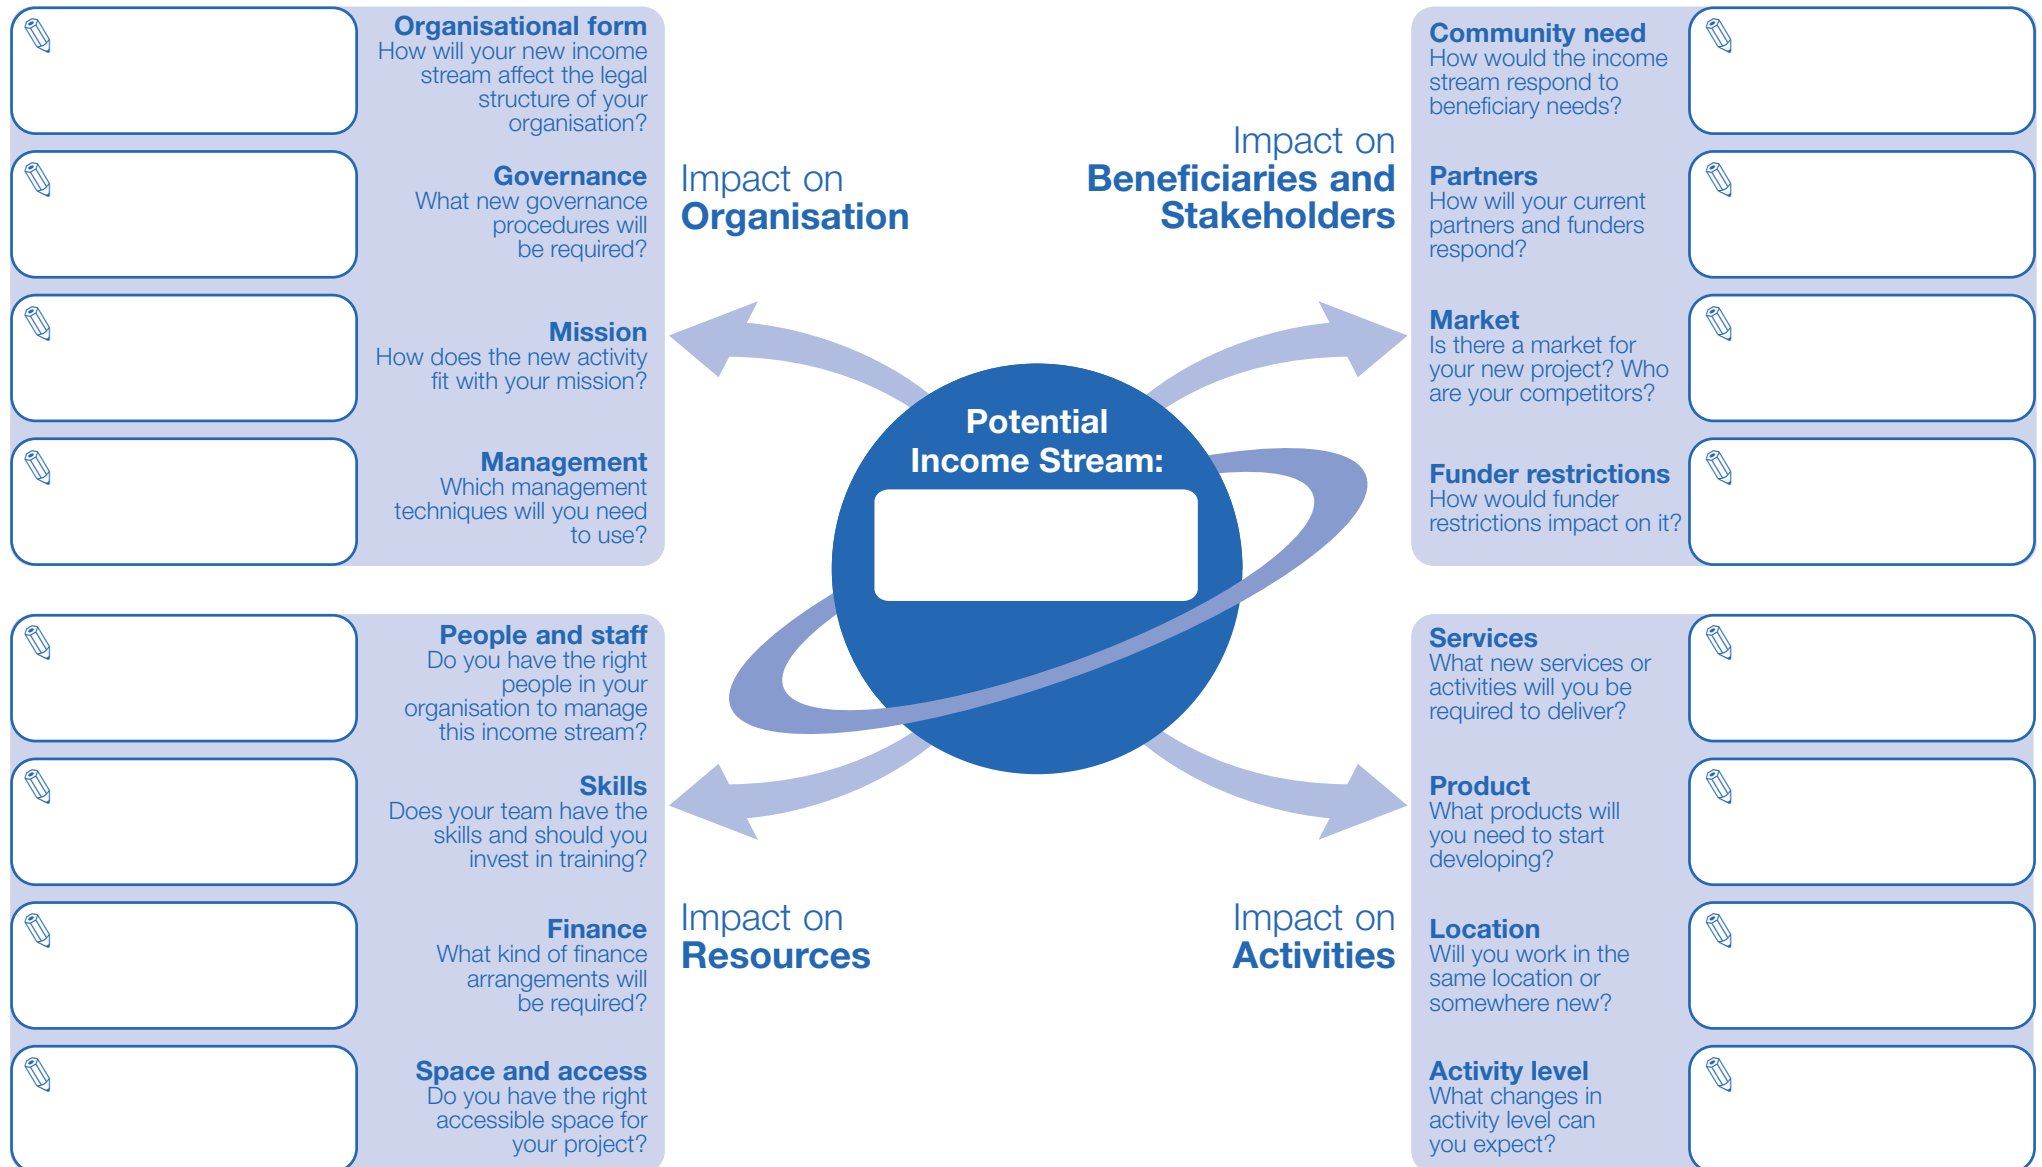 Organisational form
How will your new income
stream affect the legal
structure of your
organisation?
Governance
What new governance
procedures will
be required?
Mission
How does the new activity
fit with your mission?
Management
Which management
techniques will you need
to use?
Impact on
Organisation
Impact on
Beneficiaries and
Stakeholders
Community need
How would the income
stream respond to
beneficiary needs?
Partners
How will your current
partners and funders
respond?
Market
Is there a market for
your new project? Who
are your competitors?
Funder restrictions
How would funder
restrictions impact on it?
Potential
Income Stream:
People and staff
Do you have the right
people in your
organisation to manage
this income stream?
Skills
Does your team have the
skills and should you
invest in training?
Finance
What kind of finance
arrangements will
be required?
Space and access
Do you have the right
accessible space for
your project?
Impact on
Resources
Impact on
Activities
Services
What new services or
activities will you be
required to deliver?
Product
What products will
you need to start
developing?
Location
Will you work in the
same location or
somewhere new?
Activity level
What changes in
activity level can
you expect?